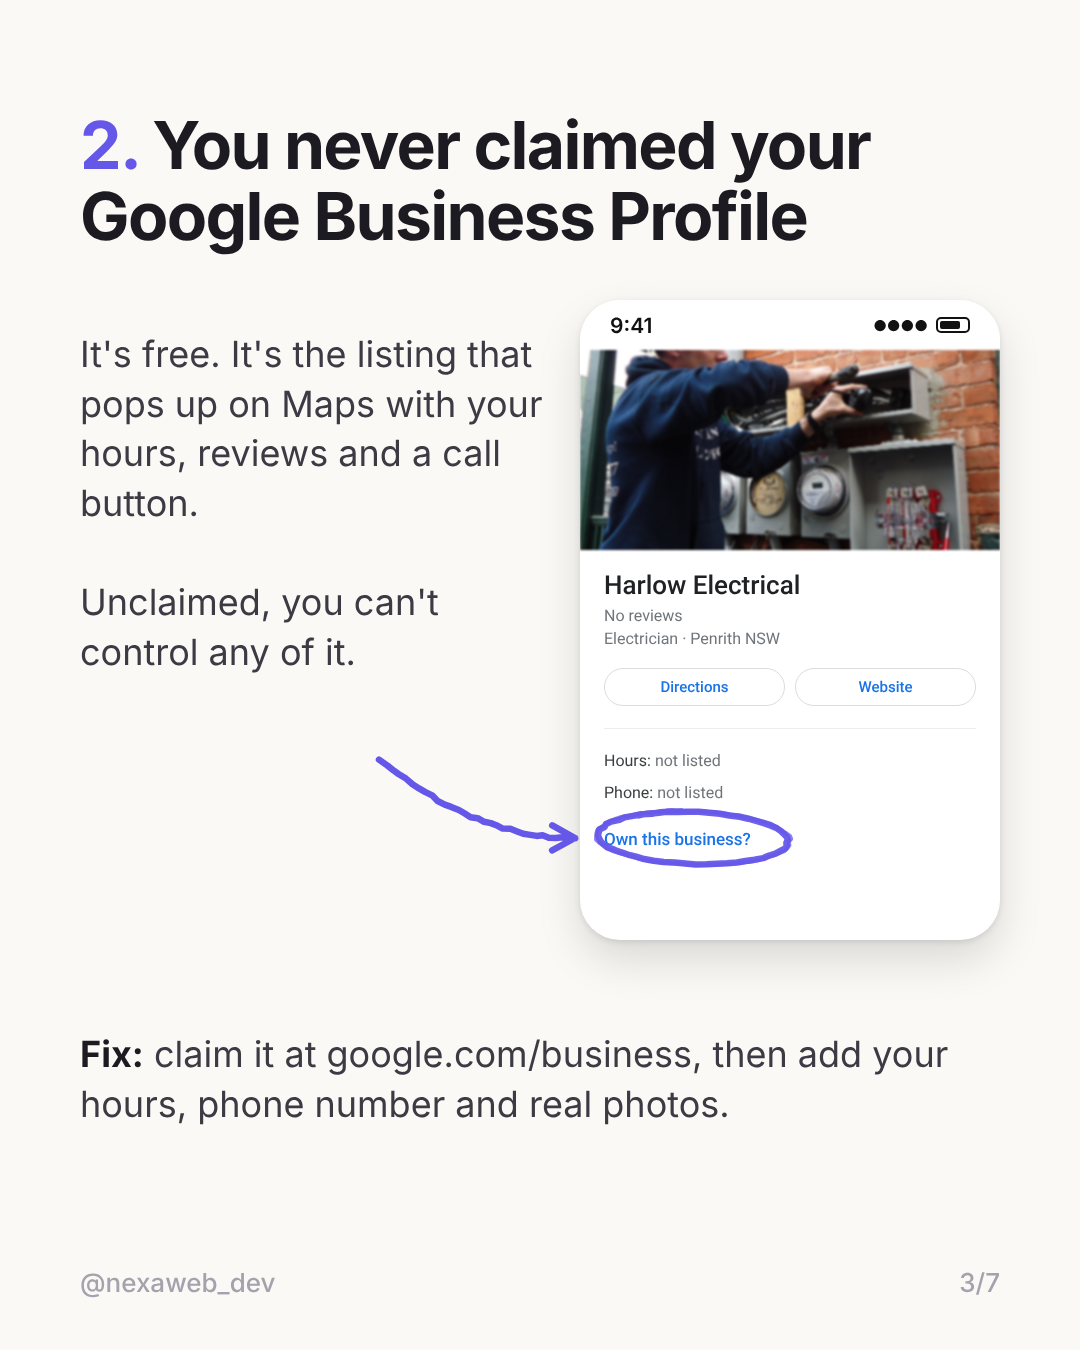 2. You never claimed your
Google Business Profile
It's free. It's the listing that
pops up on Maps with your
hours, reviews and a call
button.
Unclaimed, you can't
control any of it.
9:41
Harlow Electrical
No reviews
Electrician · Penrith NSW
Directions
Website
Hours: not listed
Phone: not listed
Own this business?
Fix: claim it at google.com/business, then add your
hours, phone number and real photos.
@nexaweb_dev
3/7